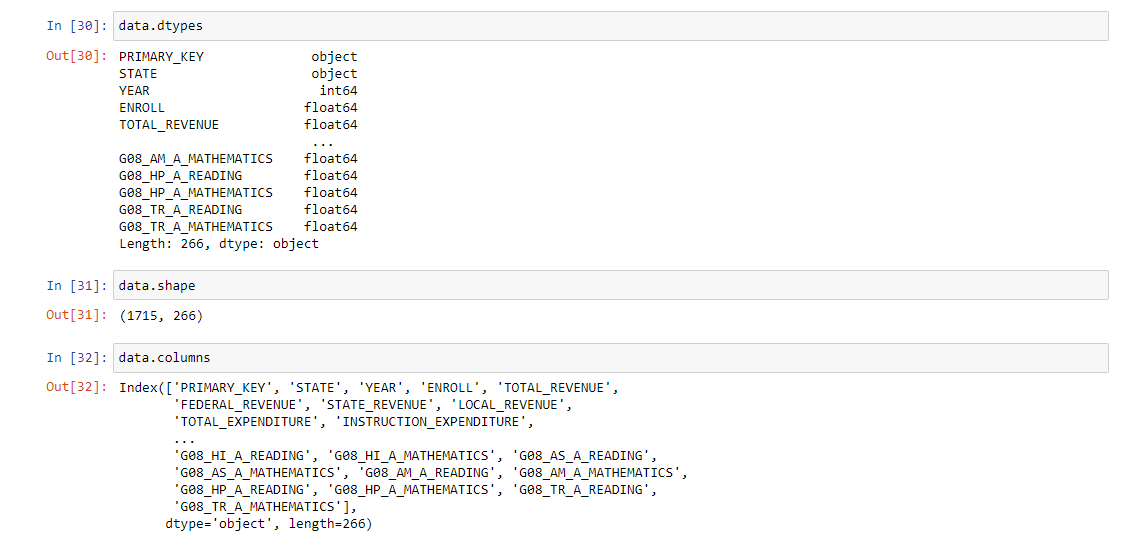 In [30]: data.dtypes
Out[30]: PRIMARY_KEY object
STATE object
YEAR int64
ENROLL float64
TOTAL_REVENUE float64
...
G08_AM_A_MATHEMATICS float64
G08_HP_A_READING float64
G08_HP_A_MATHEMATICS float64
G08_TR_A_READING float64
G08_TR_A_MATHEMATICS float64
Length: 266, dtype: object
In [31]: data.shape
Out[31]: (1715, 266)
In [32]: data.columns
Out[32]: Index(['PRIMARY_KEY', 'STATE', 'YEAR', 'ENROLL', 'TOTAL_REVENUE',
'FEDERAL_REVENUE', 'STATE_REVENUE', 'LOCAL_REVENUE',
'TOTAL_EXPENDITURE', 'INSTRUCTION_EXPENDITURE',
...
'G08_HI_A_READING', 'G08_HI_A_MATHEMATICS', 'G08_AS_A_READING',
'G08_AS_A_MATHEMATICS', 'G08_AM_A_READING', 'G08_AM_A_MATHEMATICS',
'G08_HP_A_READING', 'G08_HP_A_MATHEMATICS', 'G08_TR_A_READING',
'G08_TR_A_MATHEMATICS'],
dtype='object', length=266)